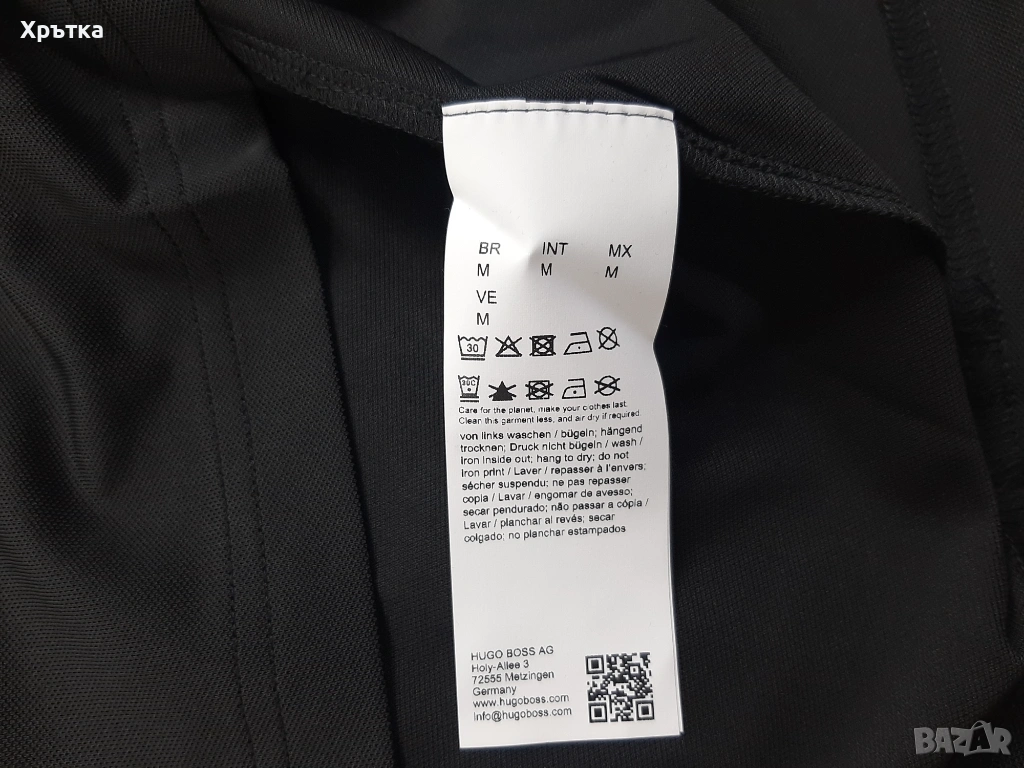 Хрътка
BR INT MX
M M M
VE
M
30
30C
Care for the planet, make your clothes last.
Clean this garment less, and air dry if required.
von links waschen / bügeln; hängend
trocknen; Druck nicht bügeln / wash /
iron inside out; hang to dry; do not
iron print / Laver / repasser à l'envers;
sécher suspendu; ne pas repasser
copia / Lavar / engomar de avesso;
secar pendurado; não passar a cópia /
Lavar / planchar al revés; secar
colgado; no planchar estampados
HUGO BOSS AG
Holy-Allee 3
72555 Metzingen
Germany
www.hugoboss.com
info@hugoboss.com
BAZAR